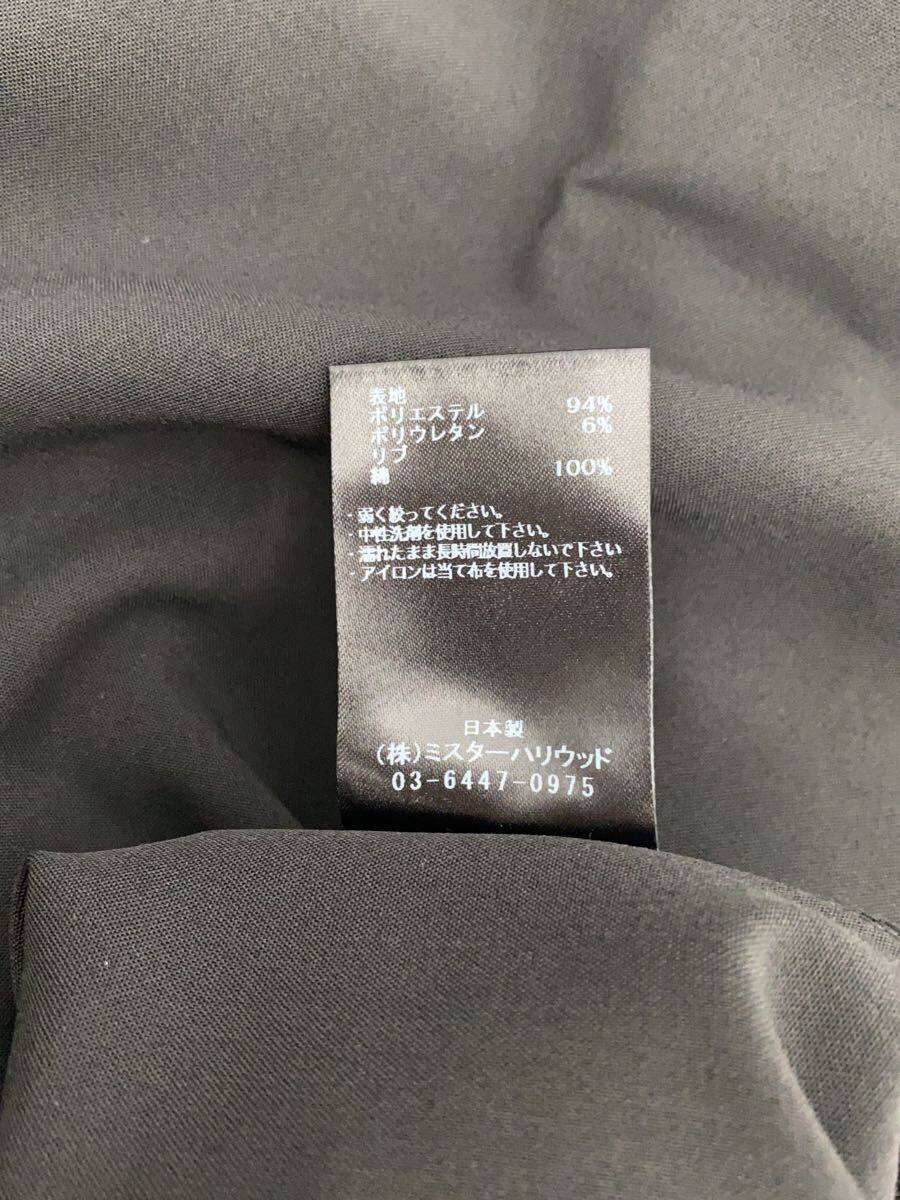 表地
ポリエステル 94%
ポリウレタン 6%
リブ
綿 100%
・弱く絞ってください。
・中性洗剤を使用して下さい。
・濡れたまま長時間放置しないで下さい
アイロンは当て布を使用して下さい。
日本製
(株)ミスターハリウッド
03-6447-0975